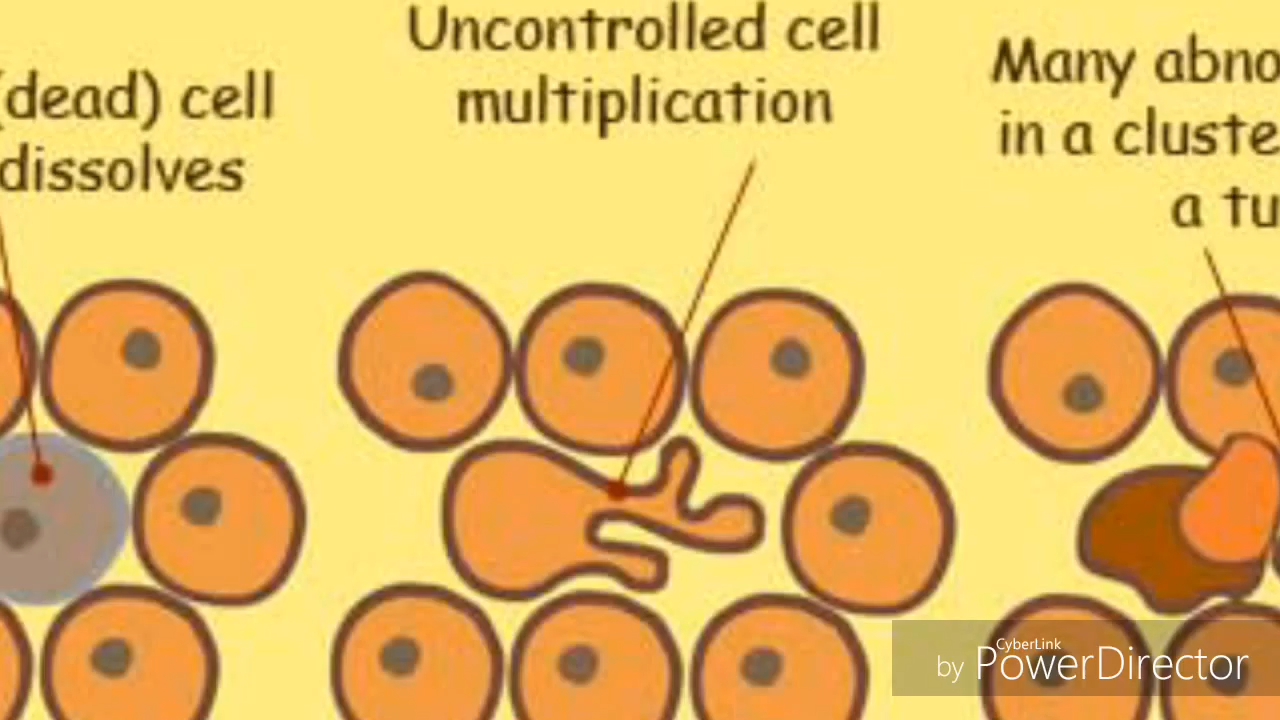 (dead) cell
dissolves
Uncontrolled cell
multiplication
Many abno
in a cluste
a tu
CyberLink
by PowerDirector